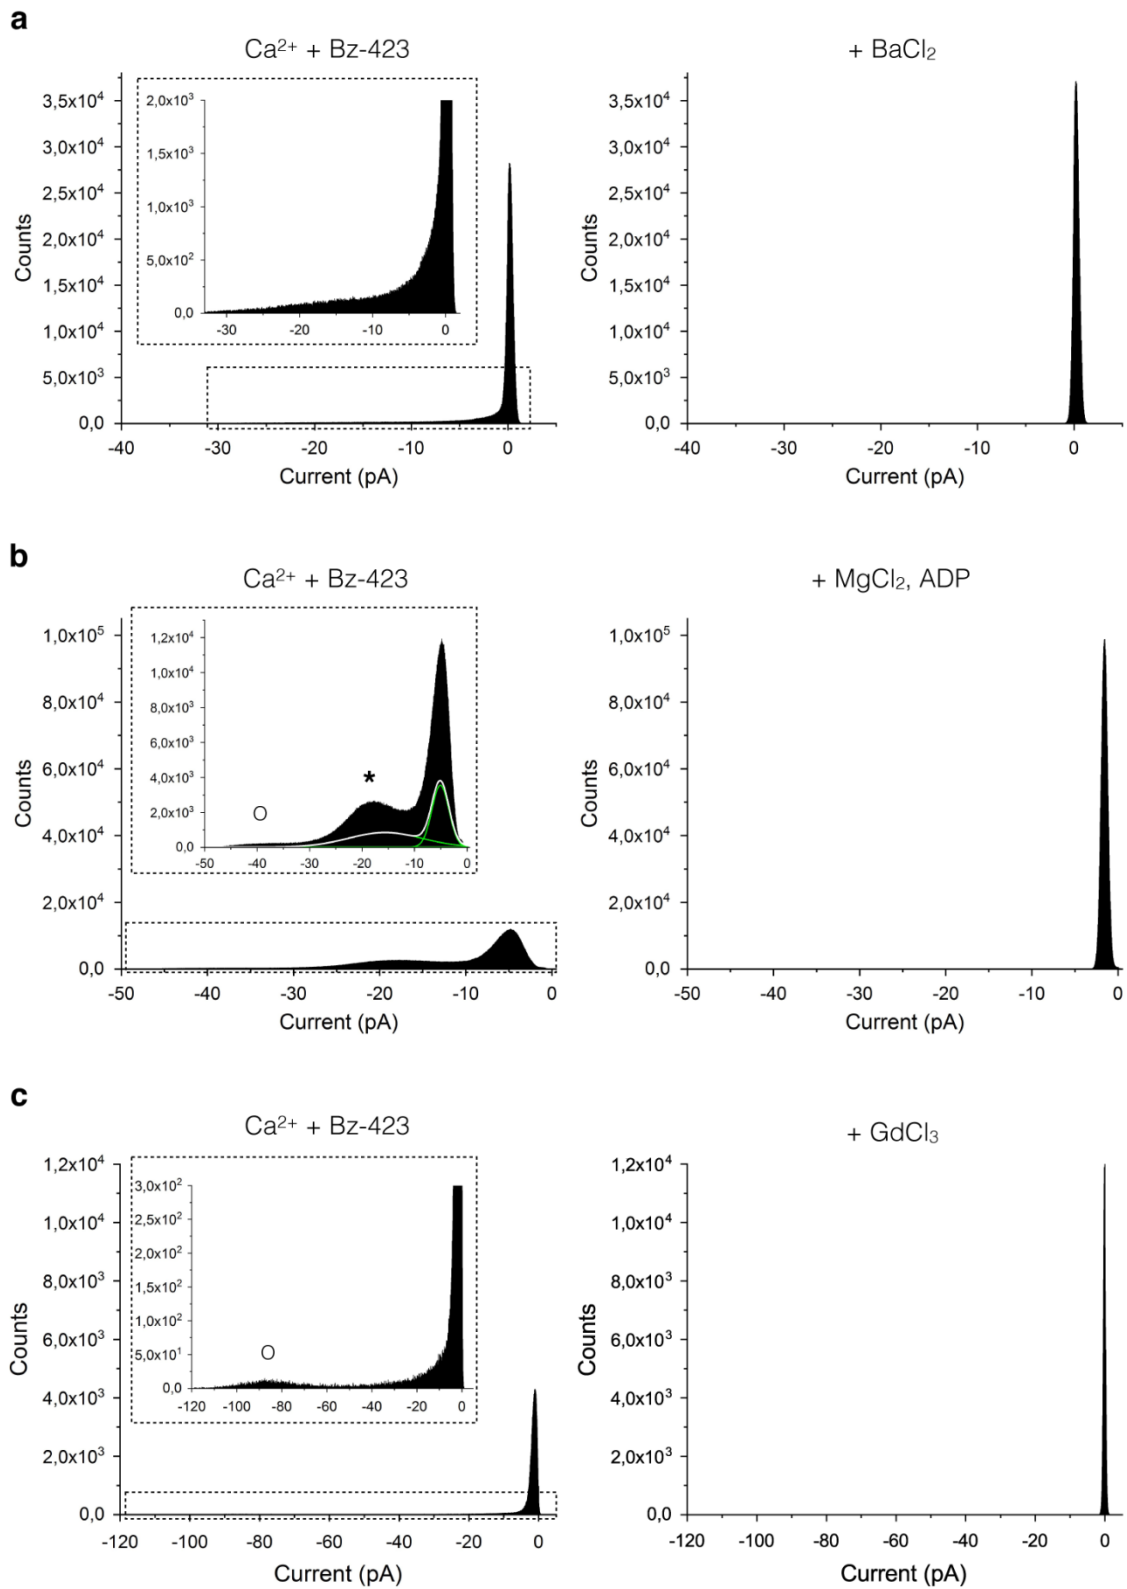 a
Ca²⁺ + Bz-423
+ BaCl₂
Counts
3,5x10⁴
3,0x10⁴
2,5x10⁴
2,0x10⁴
1,5x10⁴
1,0x10⁴
5,0x10³
0,0
-40 -30 -20 -10 0
Current (pA)
2,0x10³
1,5x10³
1,0x10³
5,0x10²
0,0
-30 -20 -10 0
Counts
3,5x10⁴
3,0x10⁴
2,5x10⁴
2,0x10⁴
1,5x10⁴
1,0x10⁴
5,0x10³
0,0
-40 -30 -20 -10 0
Current (pA)
b
Ca²⁺ + Bz-423
+ MgCl₂, ADP
Counts
1,0x10⁵
8,0x10⁴
6,0x10⁴
4,0x10⁴
2,0x10⁴
0,0
-50 -40 -30 -20 -10 0
Current (pA)
1,2x10⁴
1,0x10⁴
8,0x10³
6,0x10³
4,0x10³
2,0x10³
0,0
-50 -40 -30 -20 -10 0
*
O
Counts
1,0x10⁵
8,0x10⁴
6,0x10⁴
4,0x10⁴
2,0x10⁴
0,0
-50 -40 -30 -20 -10 0
Current (pA)
c
Ca²⁺ + Bz-423
+ GdCl₃
Counts
1,2x10⁴
1,0x10⁴
8,0x10³
6,0x10³
4,0x10³
2,0x10³
0,0
-120 -100 -80 -60 -40 -20 0
Current (pA)
3,0x10²
2,5x10²
2,0x10²
1,5x10²
1,0x10²
5,0x10¹
0,0
-120 -100 -80 -60 -40 -20 0
O
Counts
1,2x10⁴
1,0x10⁴
8,0x10³
6,0x10³
4,0x10³
2,0x10³
0,0
-120 -100 -80 -60 -40 -20 0
Current (pA)